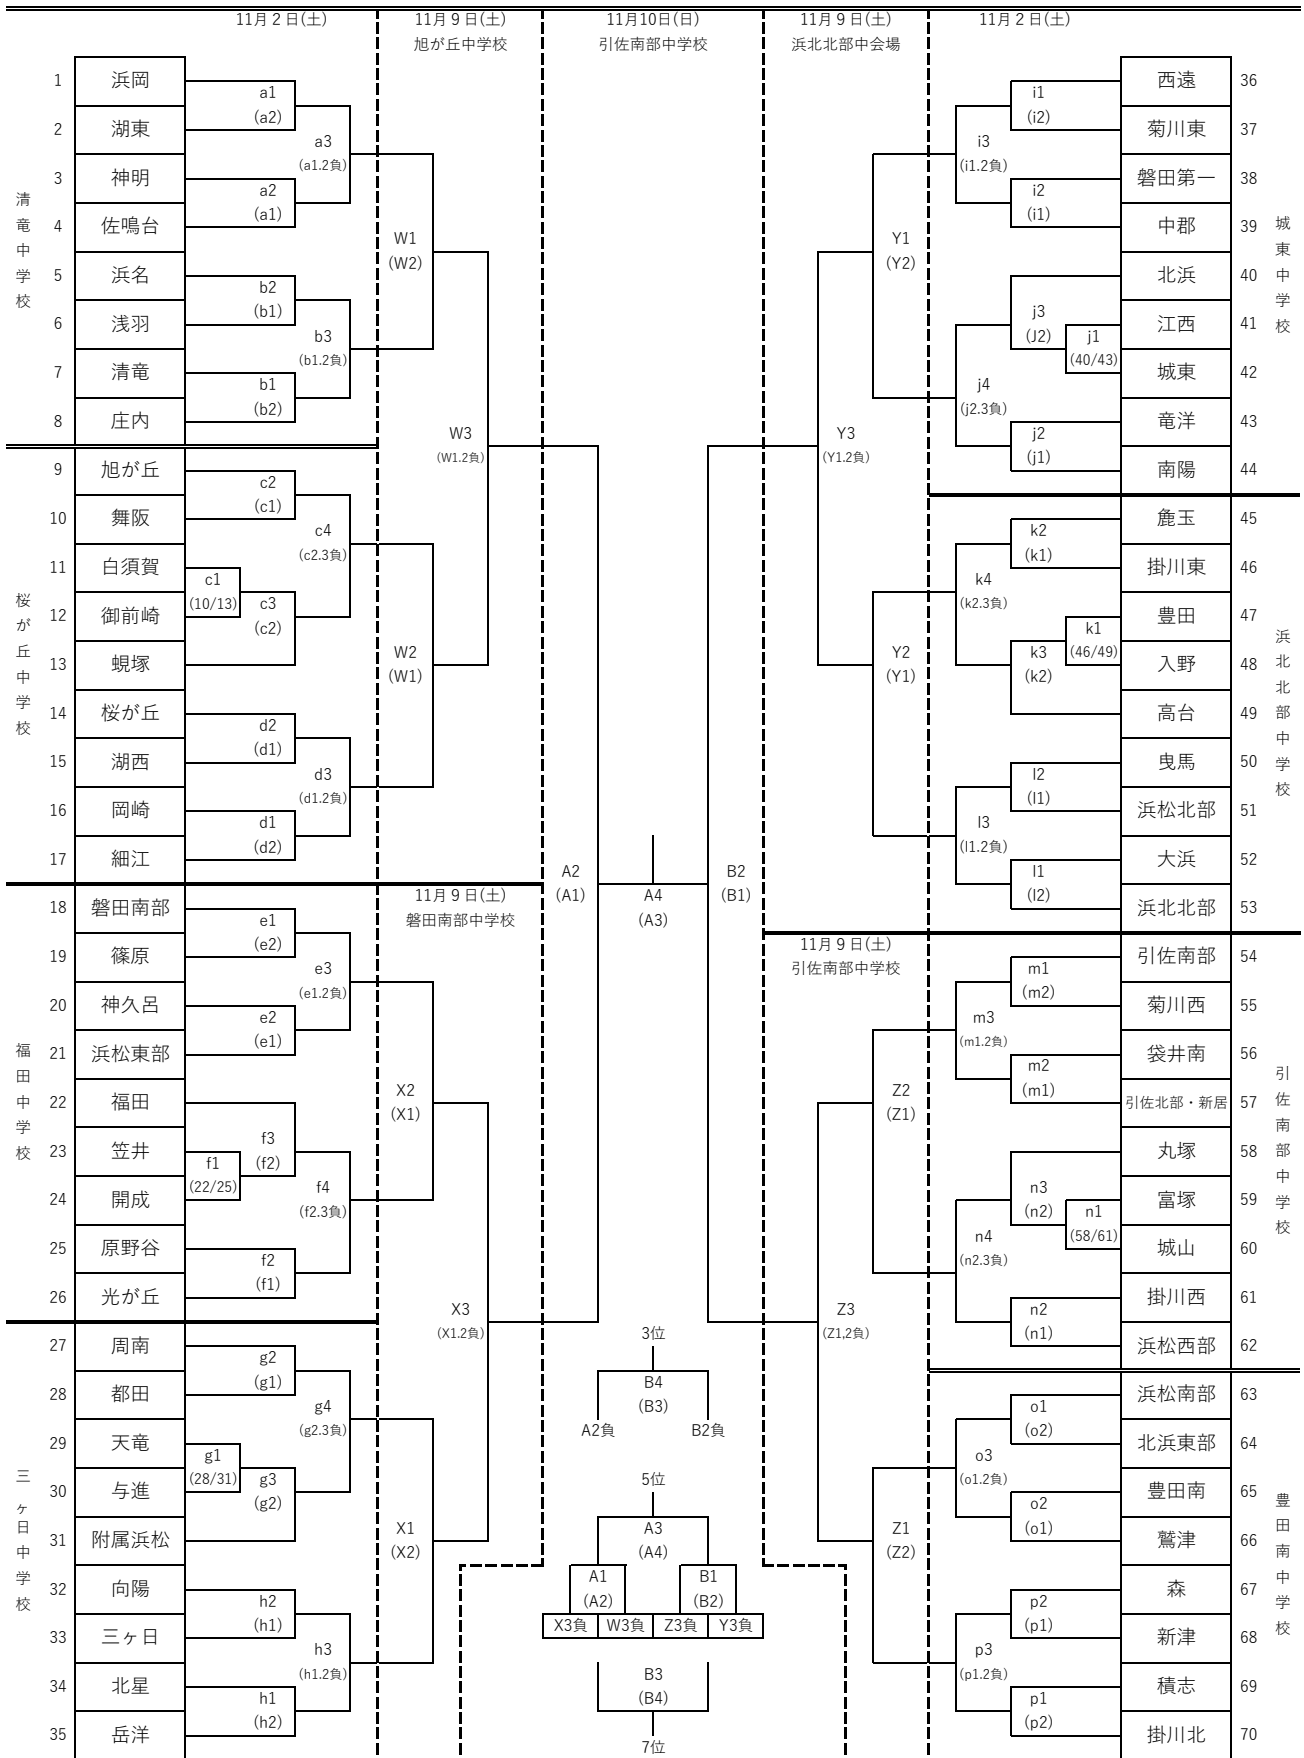 11月２日(土)
11月９日(土)
11月10日(日)
11月９日(土)
11月２日(土)
旭が丘中学校
引佐南部中学校
浜北北部中会場
清竜中学校
1 浜岡
2 湖東
3 神明
4 佐鳴台
5 浜名
6 浅羽
7 清竜
8 庄内
a1
(a2)
a3
(a1.2負)
a2
(a1)
b2
(b1)
b3
(b1.2負)
b1
(b2)
W1
(W2)
W3
(W1.2負)
桜が丘中学校
9 旭が丘
10 舞阪
11 白須賀
12 御前崎
13 蜆塚
14 桜が丘
15 湖西
16 岡崎
17 細江
c2
(c1)
c4
(c2.3負)
c1
(10/13)
c3
(c2)
d2
(d1)
d3
(d1.2負)
d1
(d2)
W2
(W1)
11月９日(土)
磐田南部中学校
福田中学校
18 磐田南部
19 篠原
20 神久呂
21 浜松東部
22 福田
23 笠井
24 開成
25 原野谷
26 光が丘
e1
(e2)
e3
(e1.2負)
e2
(e1)
f3
(f2)
f1
(22/25)
f4
(f2.3負)
f2
(f1)
X2
(X1)
X3
(X1.2負)
三ヶ日中学校
27 周南
28 都田
29 天竜
30 与進
31 附属浜松
32 向陽
33 三ヶ日
34 北星
35 岳洋
g2
(g1)
g4
(g2.3負)
g1
(28/31)
g3
(g2)
h2
(h1)
h3
(h1.2負)
h1
(h2)
X1
(X2)
A2
(A1)
A4
(A3)
B2
(B1)
3位
B4
(B3)
A2負
B2負
5位
A3
(A4)
A1
(A2)
B1
(B2)
X3負
W3負
Z3負
Y3負
B3
(B4)
7位
城東中学校
西遠 36
菊川東 37
磐田第一 38
中郡 39
北浜 40
江西 41
城東 42
竜洋 43
南陽 44
i1
(i2)
i3
(i1.2負)
i2
(i1)
j3
(J2)
j1
(40/43)
j4
(j2.3負)
j2
(j1)
Y1
(Y2)
Y3
(Y1.2負)
浜北北部中学校
麁玉 45
掛川東 46
豊田 47
入野 48
高台 49
曳馬 50
浜松北部 51
大浜 52
浜北北部 53
k2
(k1)
k4
(k2.3負)
k1
(46/49)
k3
(k2)
l2
(l1)
l3
(l1.2負)
l1
(l2)
Y2
(Y1)
11月９日(土)
引佐南部中学校
引佐南部中学校
引佐南部 54
菊川西 55
袋井南 56
引佐北部・新居 57
丸塚 58
富塚 59
城山 60
掛川西 61
浜松西部 62
m1
(m2)
m3
(m1.2負)
m2
(m1)
n3
(n2)
n1
(58/61)
n4
(n2.3負)
n2
(n1)
Z2
(Z1)
Z3
(Z1,2負)
豊田南中学校
浜松南部 63
北浜東部 64
豊田南 65
鷲津 66
森 67
新津 68
積志 69
掛川北 70
o1
(o2)
o3
(o1.2負)
o2
(o1)
p2
(p1)
p3
(p1.2負)
p1
(p2)
Z1
(Z2)